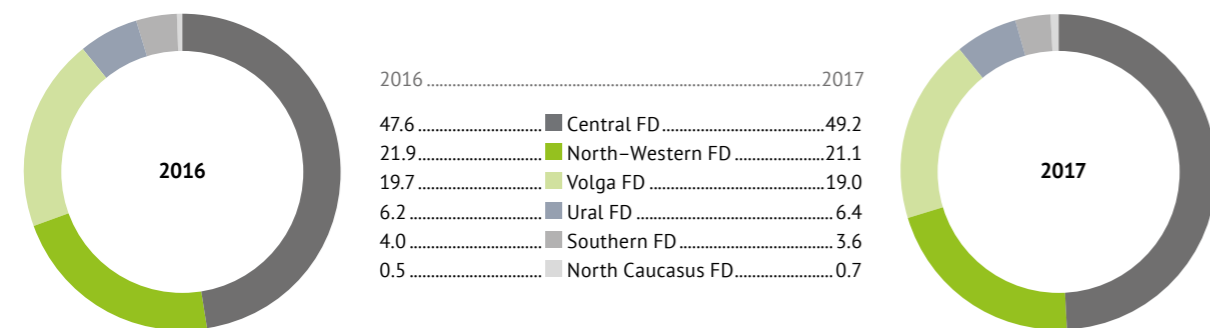 2016 ........ 2017
47.6 ........ Central FD ........ 49.2
21.9 ........ North–Western FD ........ 21.1
19.7 ........ Volga FD ........ 19.0
6.2 ........ Ural FD ........ 6.4
4.0 ........ Southern FD ........ 3.6
0.5 ........ North Caucasus FD ........ 0.7
2016
2017